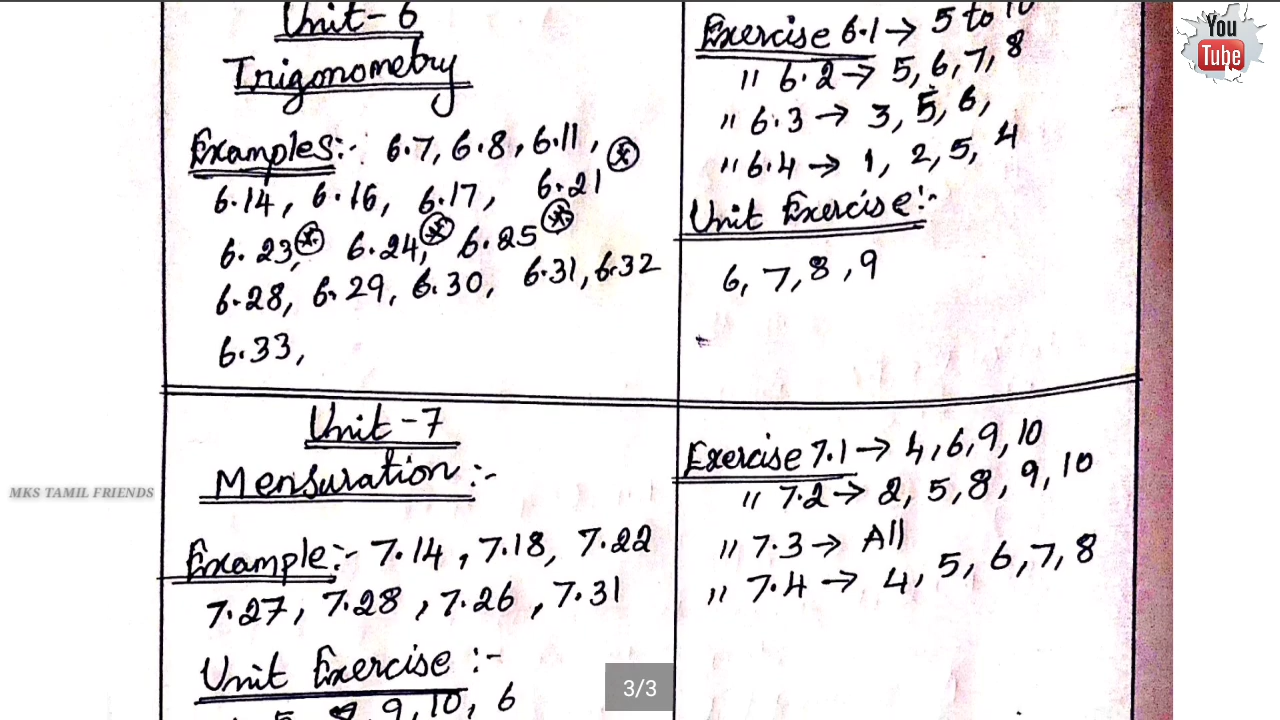 Unit-6
Trigonometry
Examples:- 6.7, 6.8, 6.11,
6.14, 6.16, 6.17, 6.21
6.23, 6.24, 6.25
6.28, 6.29, 6.30, 6.31, 6.32
6.33,
Exercise 6.1→ 5 to 10
" 6.2→ 5, 6, 7, 8
" 6.3→ 3, 5, 6,
" 6.4→ 1, 2, 5, 4
Unit Exercise:-
6, 7, 8, 9
Unit-7
Mensuration:-
Example:- 7.14, 7.18, 7.22
7.27, 7.28, 7.26, 7.31
Unit Exercise:-
9, 10, 6
Exercise 7.1→ 4, 6, 9, 10
" 7.2→ 2, 5, 8, 9, 10
" 7.3→ All
" 7.4→ 4, 5, 6, 7, 8
You
Tube
MKS TAMIL FRIENDS
3/3